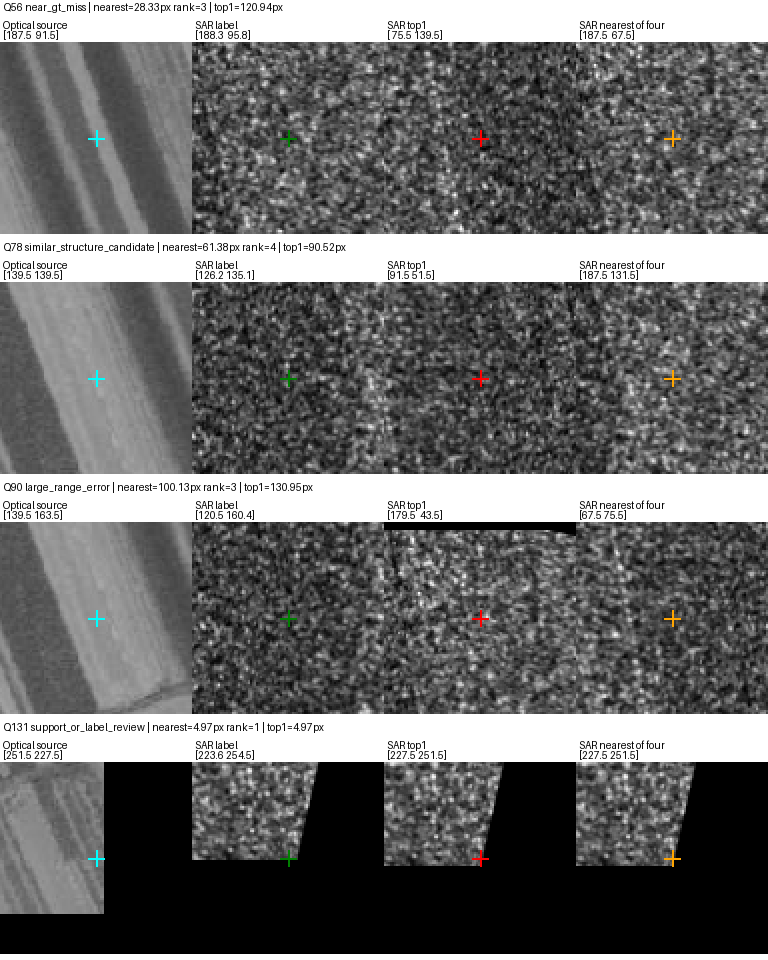 Q56 near_gt_miss | nearest=28.33px rank=3 | top1=120.94px
Optical source
[187.5 91.5]
SAR label
[188.3 95.8]
SAR top1
[75.5 139.5]
SAR nearest of four
[187.5 67.5]
Q78 similar_structure_candidate | nearest=61.38px rank=4 | top1=90.52px
Optical source
[139.5 139.5]
SAR label
[126.2 135.1]
SAR top1
[91.5 51.5]
SAR nearest of four
[187.5 131.5]
Q90 large_range_error | nearest=100.13px rank=3 | top1=130.95px
Optical source
[139.5 163.5]
SAR label
[120.5 160.4]
SAR top1
[179.5 43.5]
SAR nearest of four
[67.5 75.5]
Q131 support_or_label_review | nearest=4.97px rank=1 | top1=4.97px
Optical source
[251.5 227.5]
SAR label
[223.6 254.5]
SAR top1
[227.5 251.5]
SAR nearest of four
[227.5 251.5]